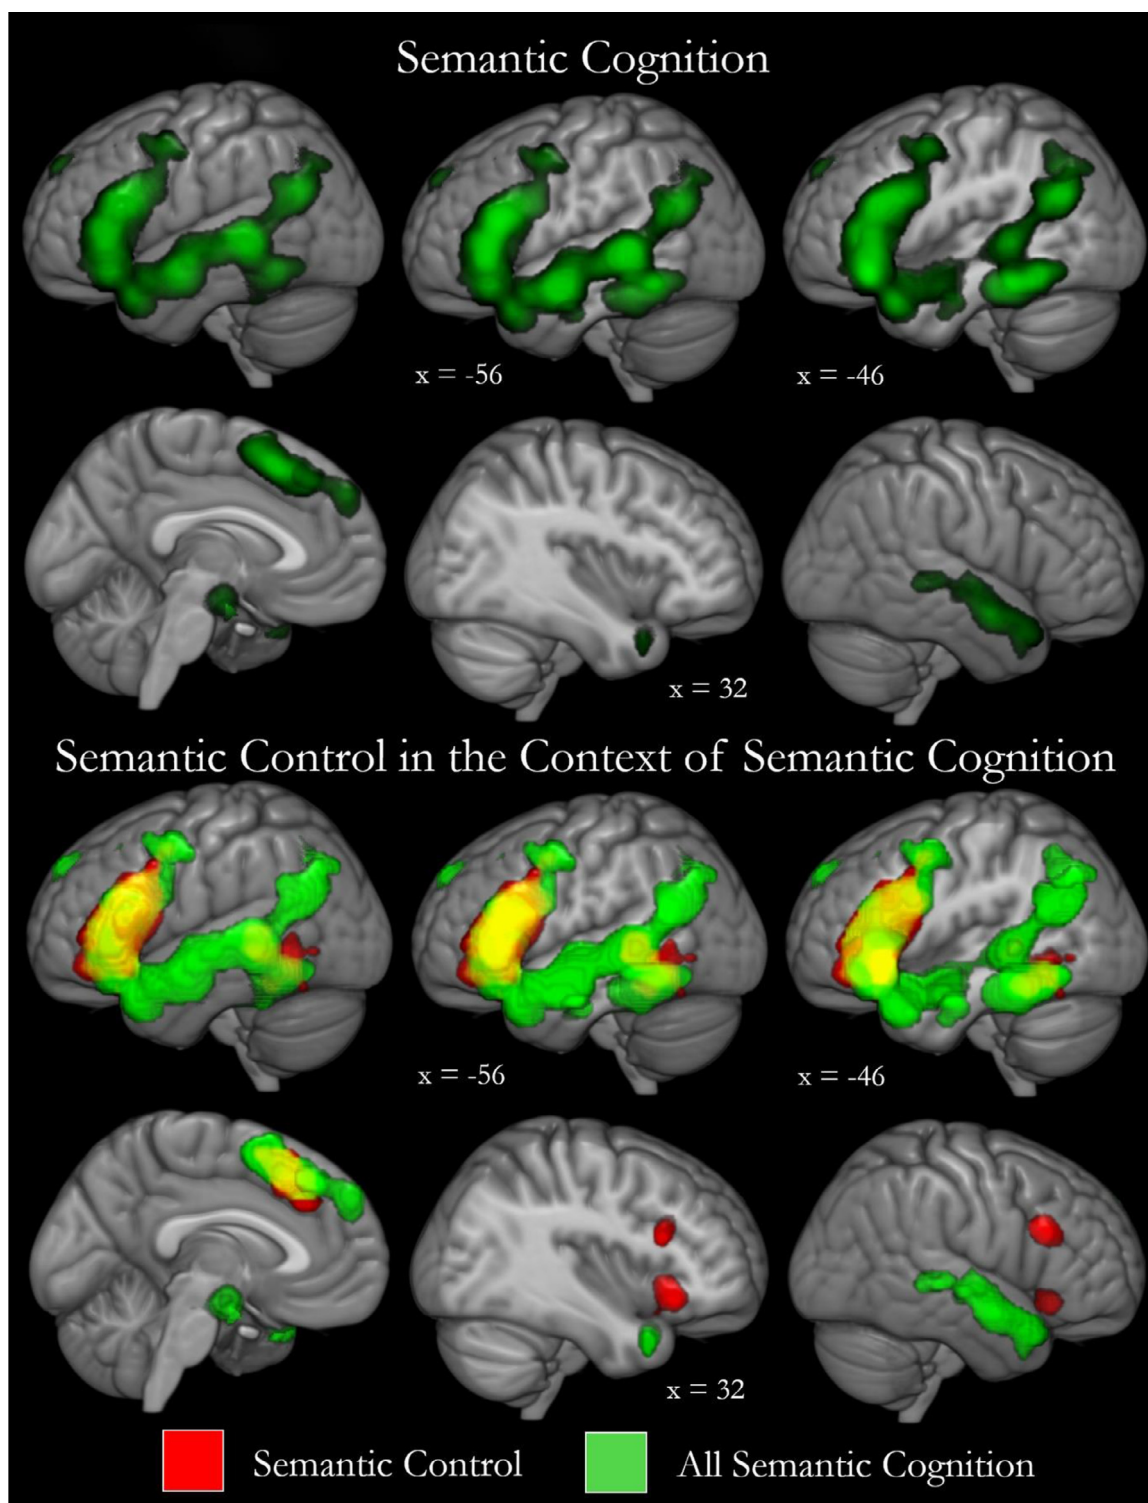 Semantic Cognition
x = -56
x = -46
x = 32
Semantic Control in the Context of Semantic Cognition
x = -56
x = -46
x = 32
Semantic Control
All Semantic Cognition